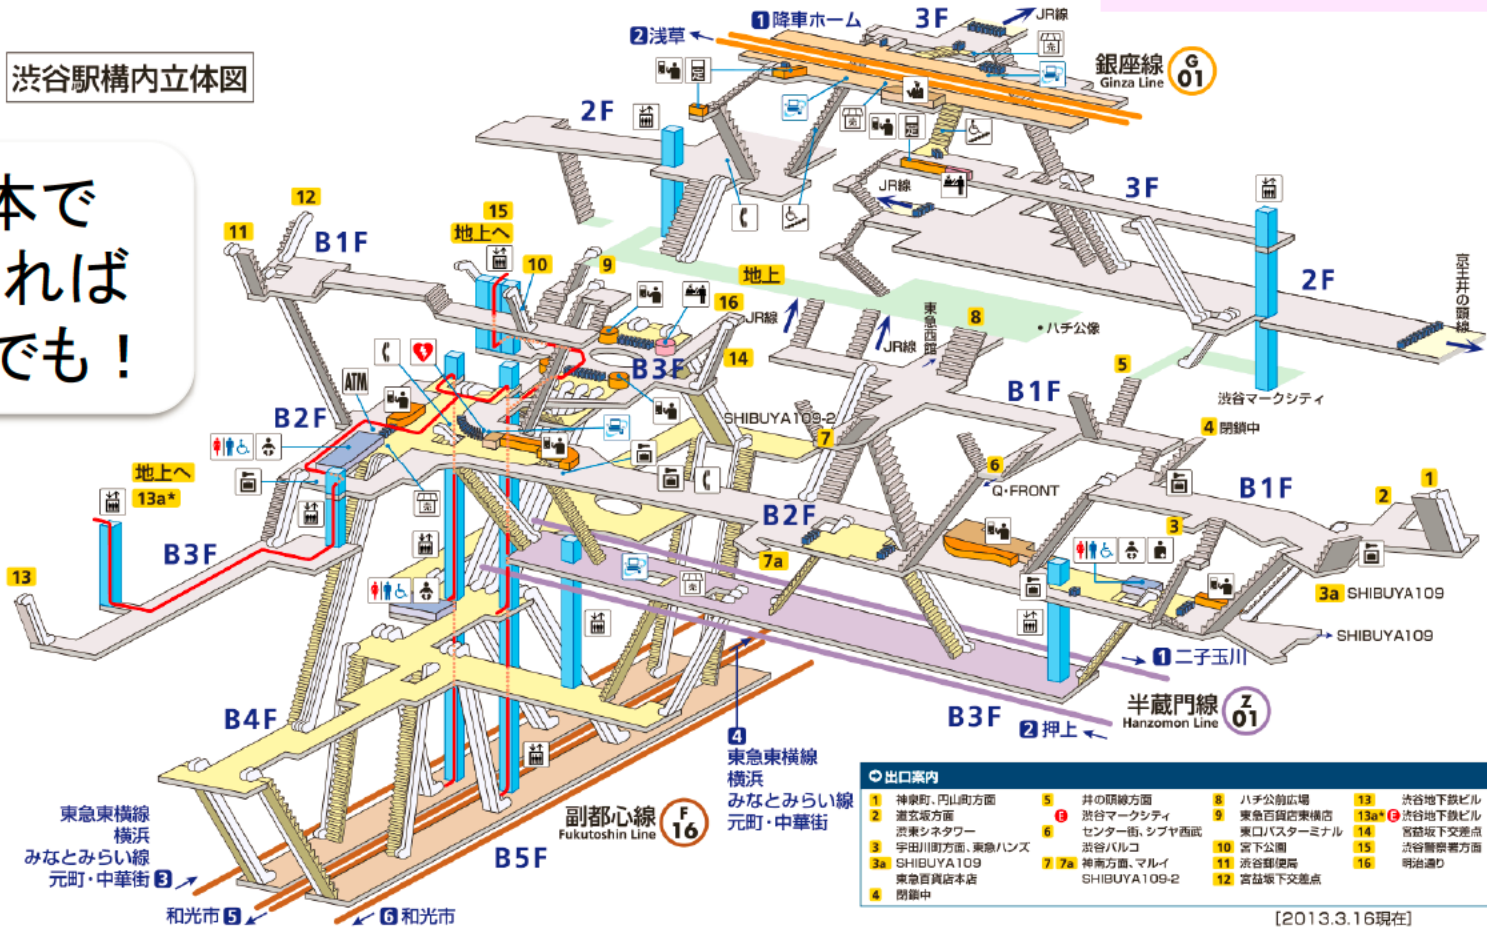 渋谷駅構内立体図
本で
れば
でも！
1 降車ホーム
2 浅草
3F
JR線
銀座線
Ginza Line
G
01
2F
3F
JR線
2F
京王井の頭線
渋谷マークシティ
地上
ハチ公像
12
11
B1F
15
地上へ
10
9
16
JR線
14
JR線
東急西館
8
5
B1F
4 閉鎖中
B3F
SHIBUYA109-2
7
ATM
B2F
地上へ
13a*
6
Q・FRONT
B2F
7a
B1F
3
2
1
3a SHIBUYA109
SHIBUYA109
B3F
13
1 二子玉川
半蔵門線
Hanzomon Line
Z
01
B3F
2 押上
B4F
4
東急東横線
横浜
みなとみらい線
元町・中華街
東急東横線
横浜
みなとみらい線
元町・中華街 3
副都心線
Fukutoshin Line
F
16
B5F
和光市 5
6 和光市
出口案内
1 神泉町、円山町方面
2 道玄坂方面
渋東シネタワー
3 宇田川町方面、東急ハンズ
3a SHIBUYA109
東急百貨店本店
4 閉鎖中
5 井の頭線方面
E 渋谷マークシティ
6 センター街、シブヤ西武
渋谷パルコ
7 7a 神南方面、マルイ
SHIBUYA109-2
8 ハチ公前広場
9 東急百貨店東横店
東口バスターミナル
10 宮下公園
11 渋谷郵便局
12 宮益坂下交差点
13 渋谷地下鉄ビル
13a* E 渋谷地下鉄ビル
14 宮益坂下交差点
15 渋谷警察署方面
16 明治通り
[2013.3.16現在]